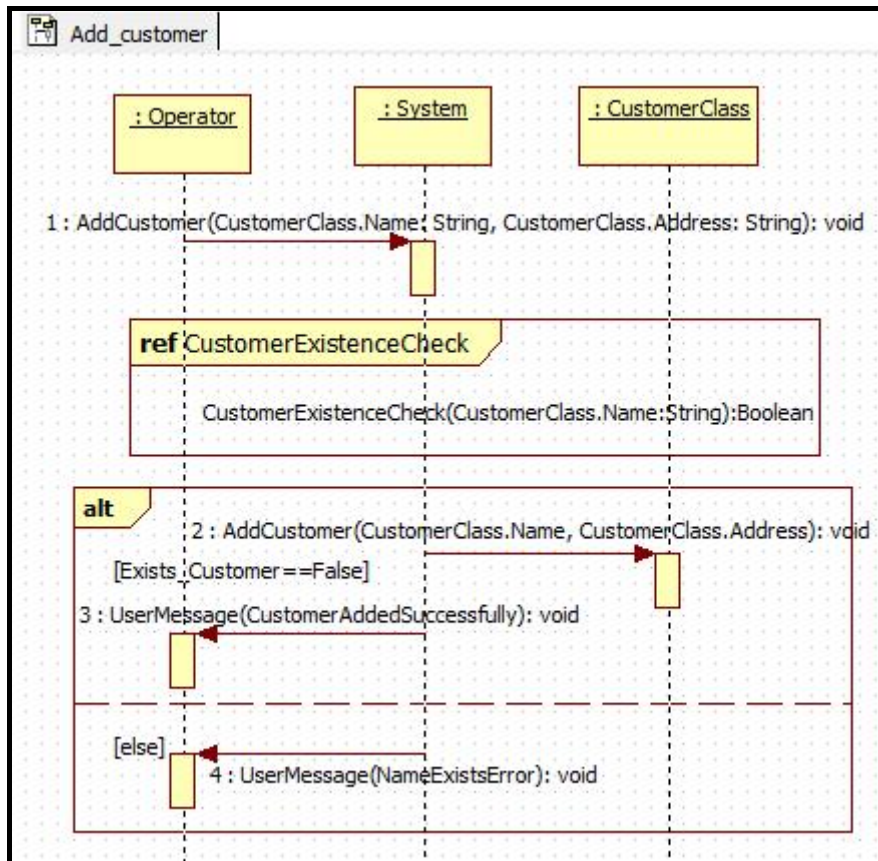 Add_customer
: Operator
: System
: CustomerClass
1 : AddCustomer(CustomerClass.Name: String, CustomerClass.Address: String): void
ref CustomerExistenceCheck
CustomerExistenceCheck(CustomerClass.Name:String):Boolean
alt
2 : AddCustomer(CustomerClass.Name, CustomerClass.Address): void
[Exists_Customer==False]
3 : UserMessage(CustomerAddedSuccessfully): void
[else]
4 : UserMessage(NameExistsError): void